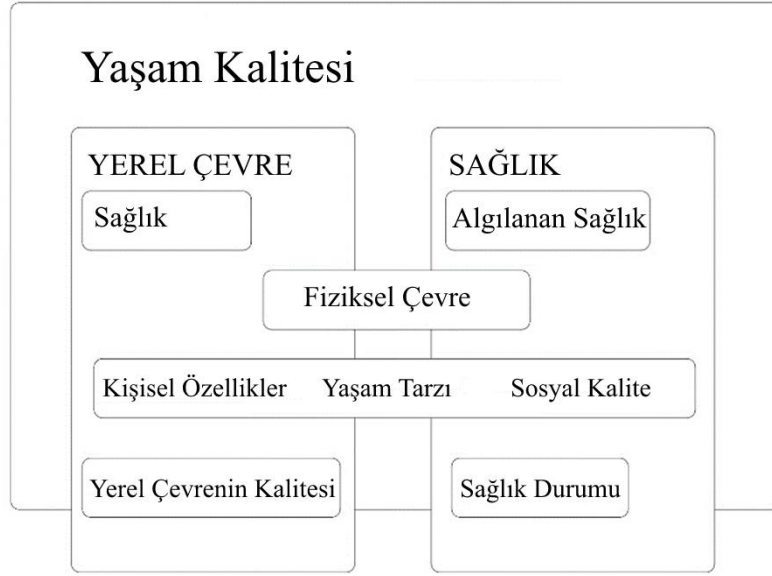 Yaşam Kalitesi
YEREL ÇEVRE
SAĞLIK
Sağlık
Algılanan Sağlık
Fiziksel Çevre
Kişisel Özellikler Yaşam Tarzı Sosyal Kalite
Yerel Çevrenin Kalitesi
Sağlık Durumu